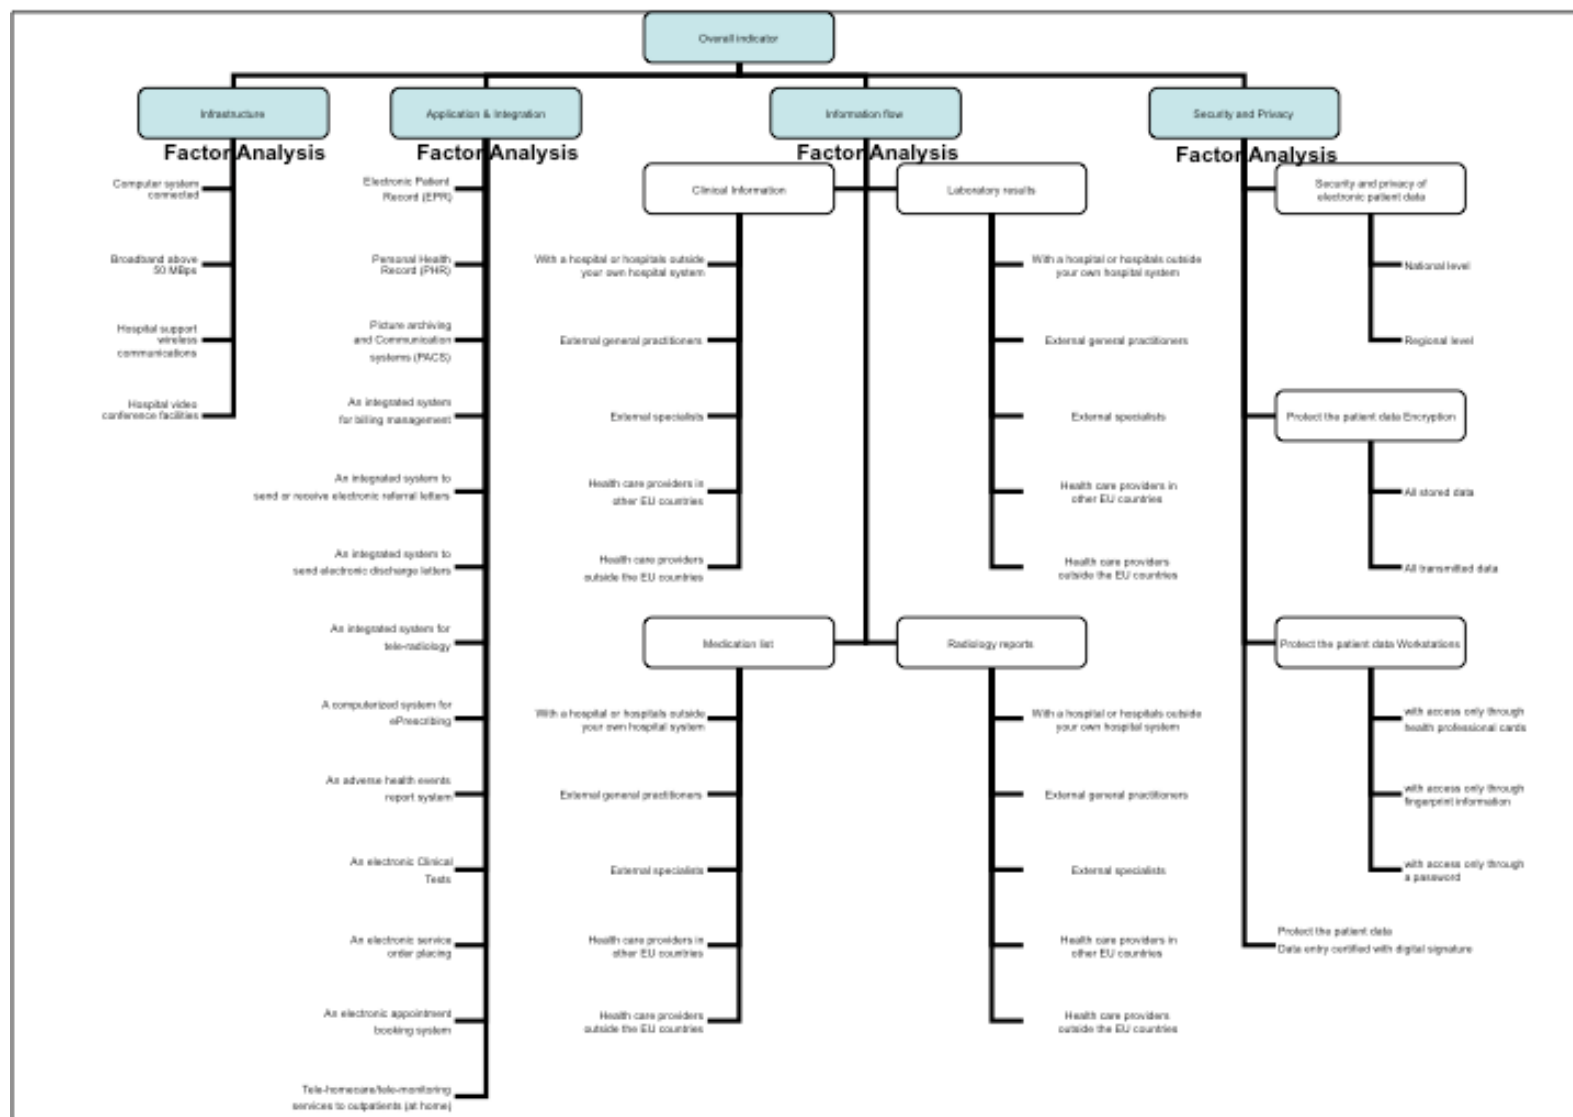 Overall indicator
Infrastructure
Factor Analysis
Computer system
connected
Broadband above
50 MBps
Hospital support
wireless
communications
Hospital video
conference facilities
Application & Integration
Factor Analysis
Electronic Patient
Record (EPR)
Personal Health
Record (PHR)
Picture archiving
and Communication
systems (PACS)
An integrated system
for billing management
An integrated system to
send or receive electronic referral letters
An integrated system to
send electronic discharge letters
An integrated system for
tele-radiology
A computerized system for
ePrescribing
An adverse health events
report system
An electronic Clinical
Tests
An electronic service
order placing
An electronic appointment
booking system
Tele-homecare/tele-monitoring
services to outpatients (at home)
Information flow
Factor Analysis
Clinical Information
With a hospital or hospitals outside
your own hospital system
External general practitioners
External specialists
Health care providers in
other EU countries
Health care providers
outside the EU countries
Laboratory results
With a hospital or hospitals outside
your own hospital system
External general practitioners
External specialists
Health care providers in
other EU countries
Health care providers
outside the EU countries
Medication list
With a hospital or hospitals outside
your own hospital system
External general practitioners
External specialists
Health care providers in
other EU countries
Health care providers
outside the EU countries
Radiology reports
With a hospital or hospitals outside
your own hospital system
External general practitioners
External specialists
Health care providers in
other EU countries
Health care providers
outside the EU countries
Security and Privacy
Factor Analysis
Security and privacy of
electronic patient data
National level
Regional level
Protect the patient data Encryption
All stored data
All transmitted data
Protect the patient data Workstations
with access only through
health professional cards
with access only through
fingerprint information
with access only through
a password
Protect the patient data
Data entry certified with digital signature